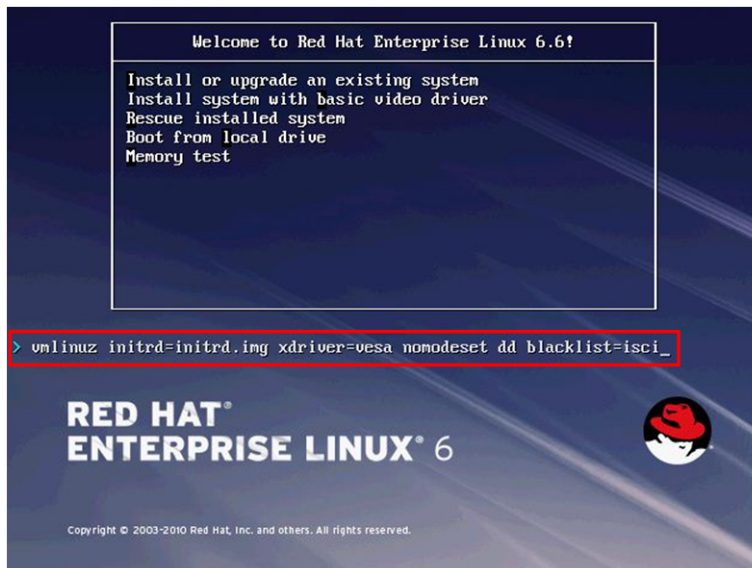 Welcome to Red Hat Enterprise Linux 6.6!
Install or upgrade an existing system
Install system with basic video driver
Rescue installed system
Boot from local drive
Memory test
> vmlinuz initrd=initrd.img xdriver=vesa nomodeset dd blacklist=isci_
RED HAT®
ENTERPRISE LINUX® 6
Copyright © 2003-2010 Red Hat, Inc. and others. All rights reserved.